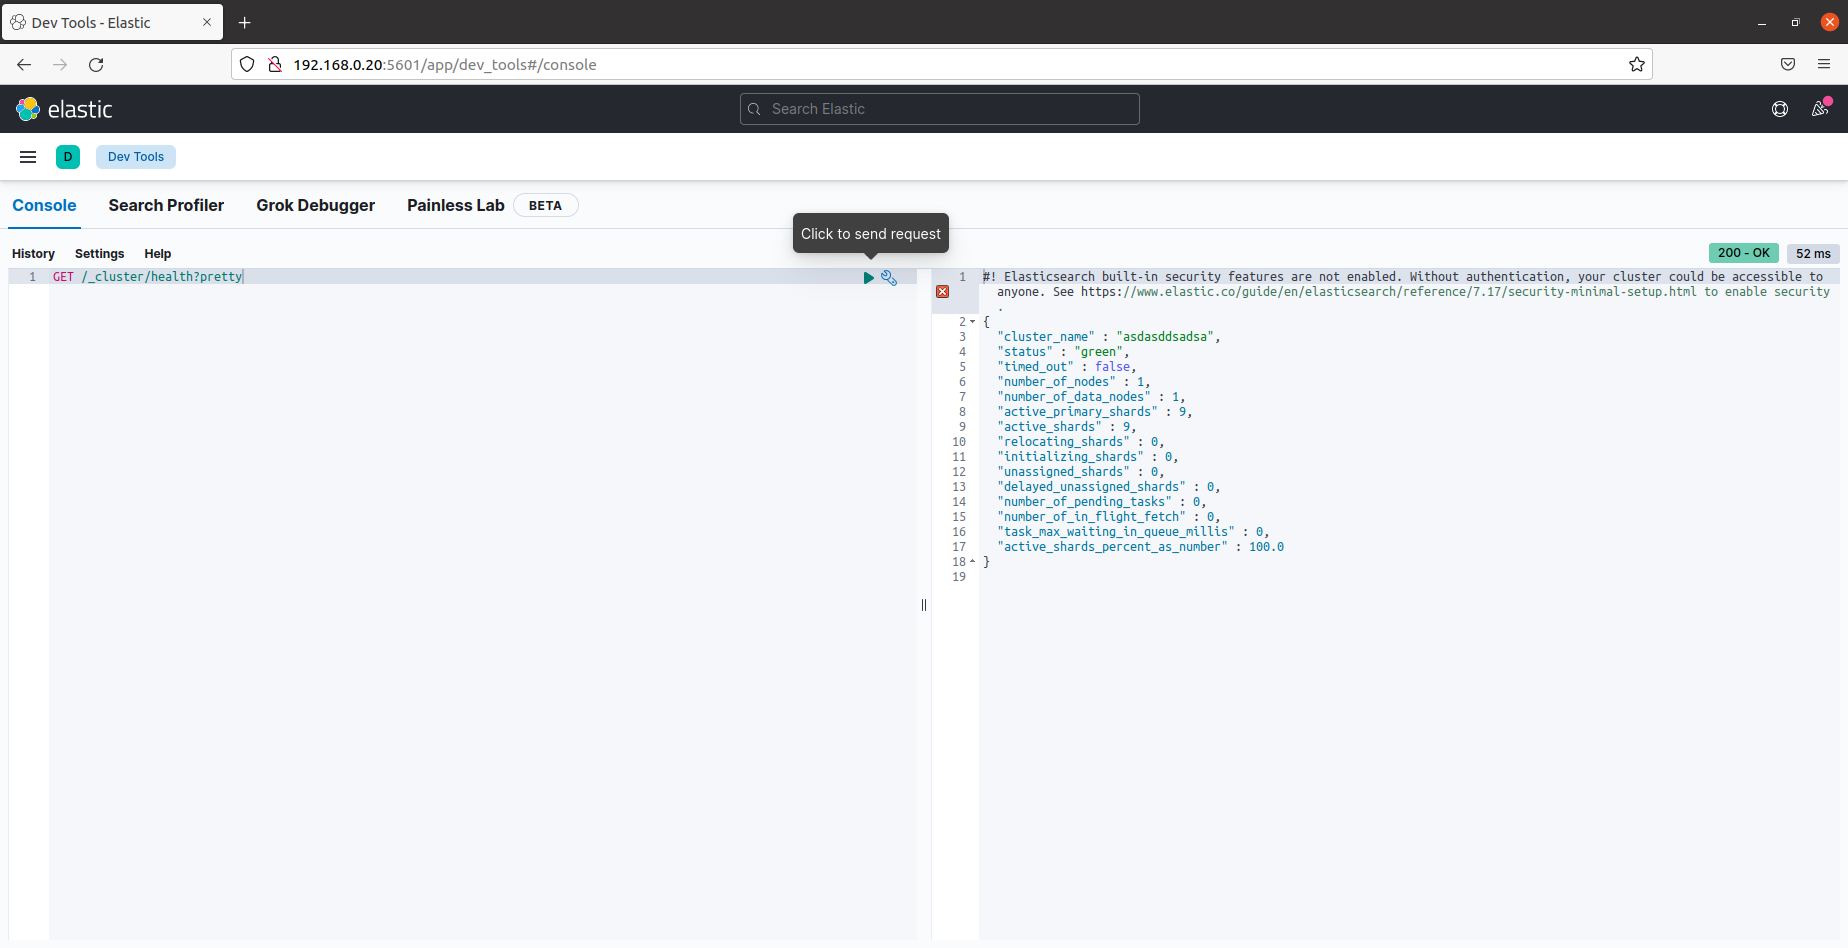 Dev Tools - Elastic
192.168.0.20:5601/app/dev_tools#/console
elastic
Search Elastic
D
Dev Tools
Console
Search Profiler
Grok Debugger
Painless Lab
BETA
Click to send request
History
Settings
Help
200 - OK
52 ms
1 GET /_cluster/health?pretty
1 #! Elasticsearch built-in security features are not enabled. Without authentication, your cluster could be accessible to
anyone. See https://www.elastic.co/guide/en/elasticsearch/reference/7.17/security-minimal-setup.html to enable security
.
2 {
3 "cluster_name" : "asdasddsadsa",
4 "status" : "green",
5 "timed_out" : false,
6 "number_of_nodes" : 1,
7 "number_of_data_nodes" : 1,
8 "active_primary_shards" : 9,
9 "active_shards" : 9,
10 "relocating_shards" : 0,
11 "initializing_shards" : 0,
12 "unassigned_shards" : 0,
13 "delayed_unassigned_shards" : 0,
14 "number_of_pending_tasks" : 0,
15 "number_of_in_flight_fetch" : 0,
16 "task_max_waiting_in_queue_millis" : 0,
17 "active_shards_percent_as_number" : 100.0
18 }
19